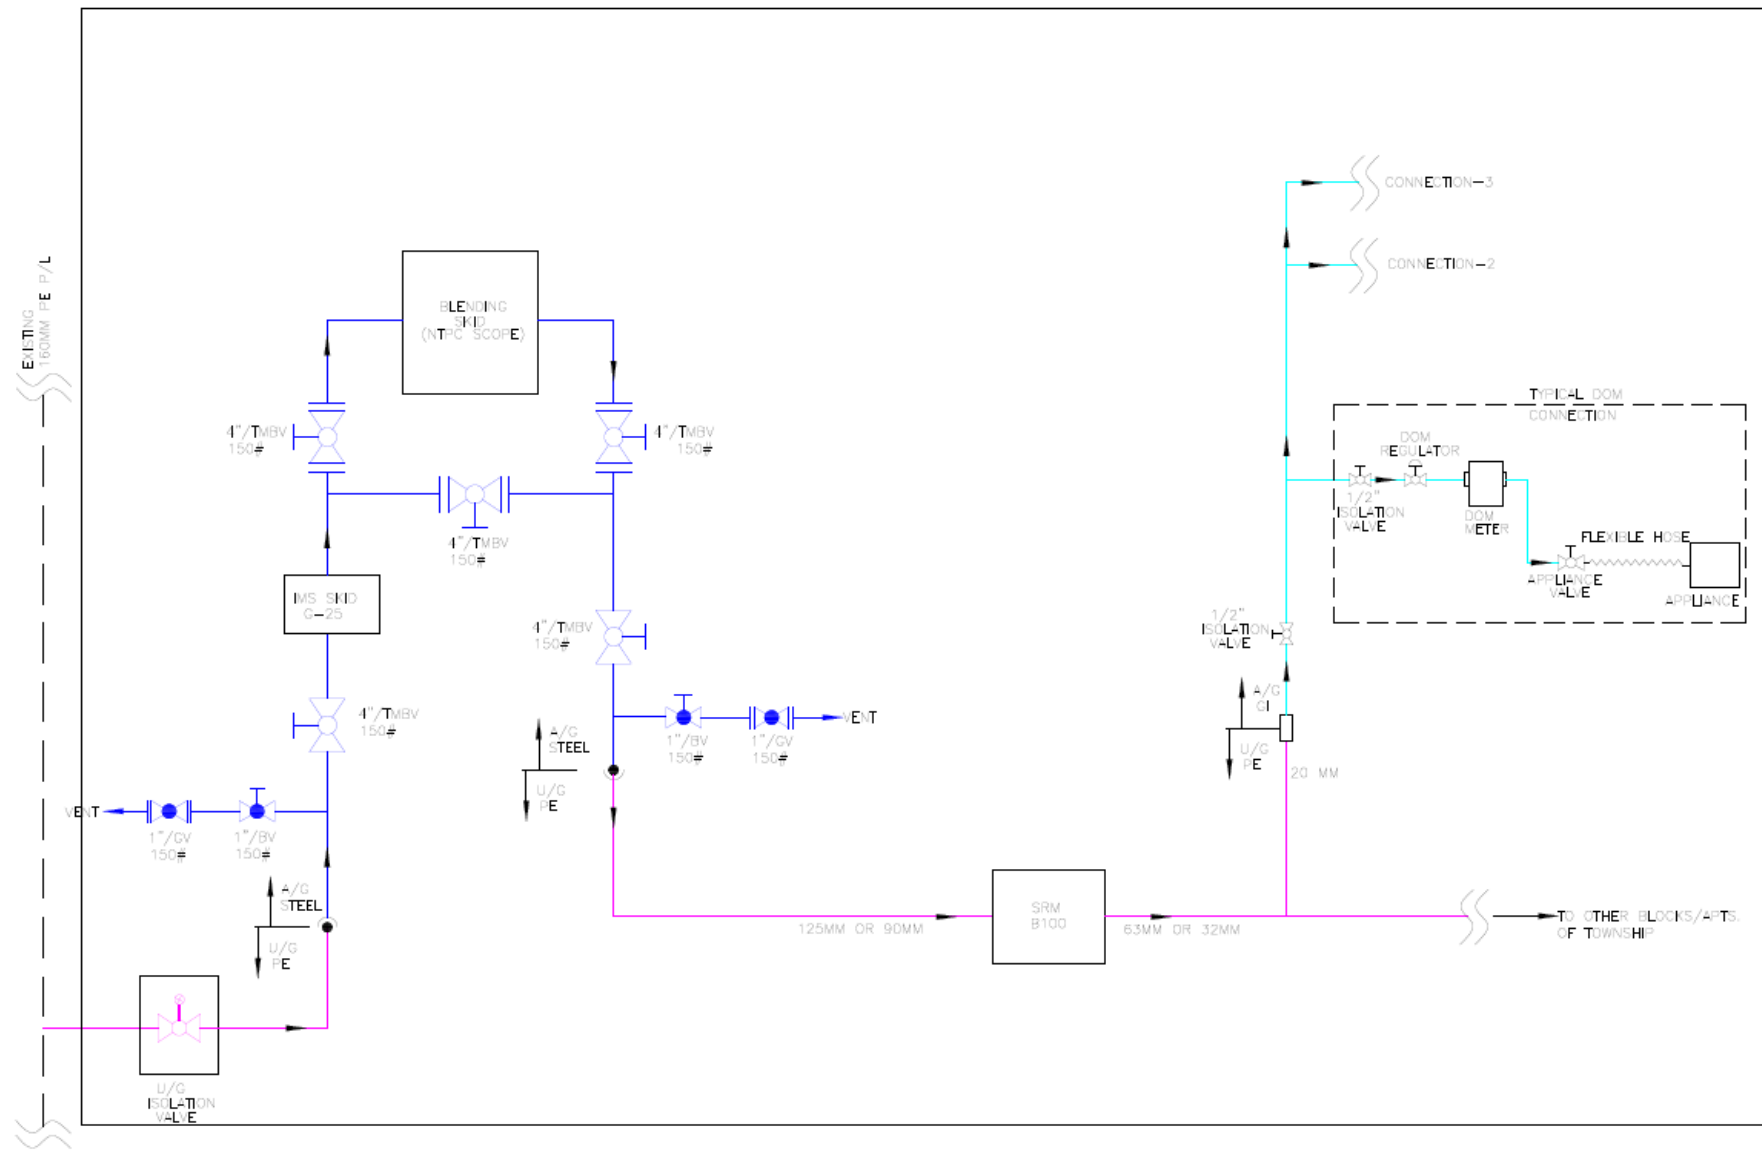 EXISTING
160MM PE P/L
BLENDING
SKID
(NTPC SCOPE)
4"/TMBV
150#
4"/TMBV
150#
4"/TMBV
150#
IMS SKID
G-25
4"/TMBV
150#
4"/TMBV
150#
VENT
1"/GV
150#
1"/BV
150#
A/G
STEEL
U/G
PE
U/G
ISOLATION
VALVE
1"/BV
150#
1"/GV
150#
VENT
A/G
STEEL
U/G
PE
125MM OR 90MM
SRM
B100
63MM OR 32MM
CONNECTION-3
CONNECTION-2
TYPICAL DOM
CONNECTION
DOM
REGULATOR
1/2"
ISOLATION
VALVE
DOM
METER
FLEXIBLE HOSE
APPLIANCE
VALVE
APPLIANCE
1/2"
ISOLATION
VALVE
A/G
GI
U/G
PE
20 MM
TO OTHER BLOCKS/APTS.
OF TOWNSHIP